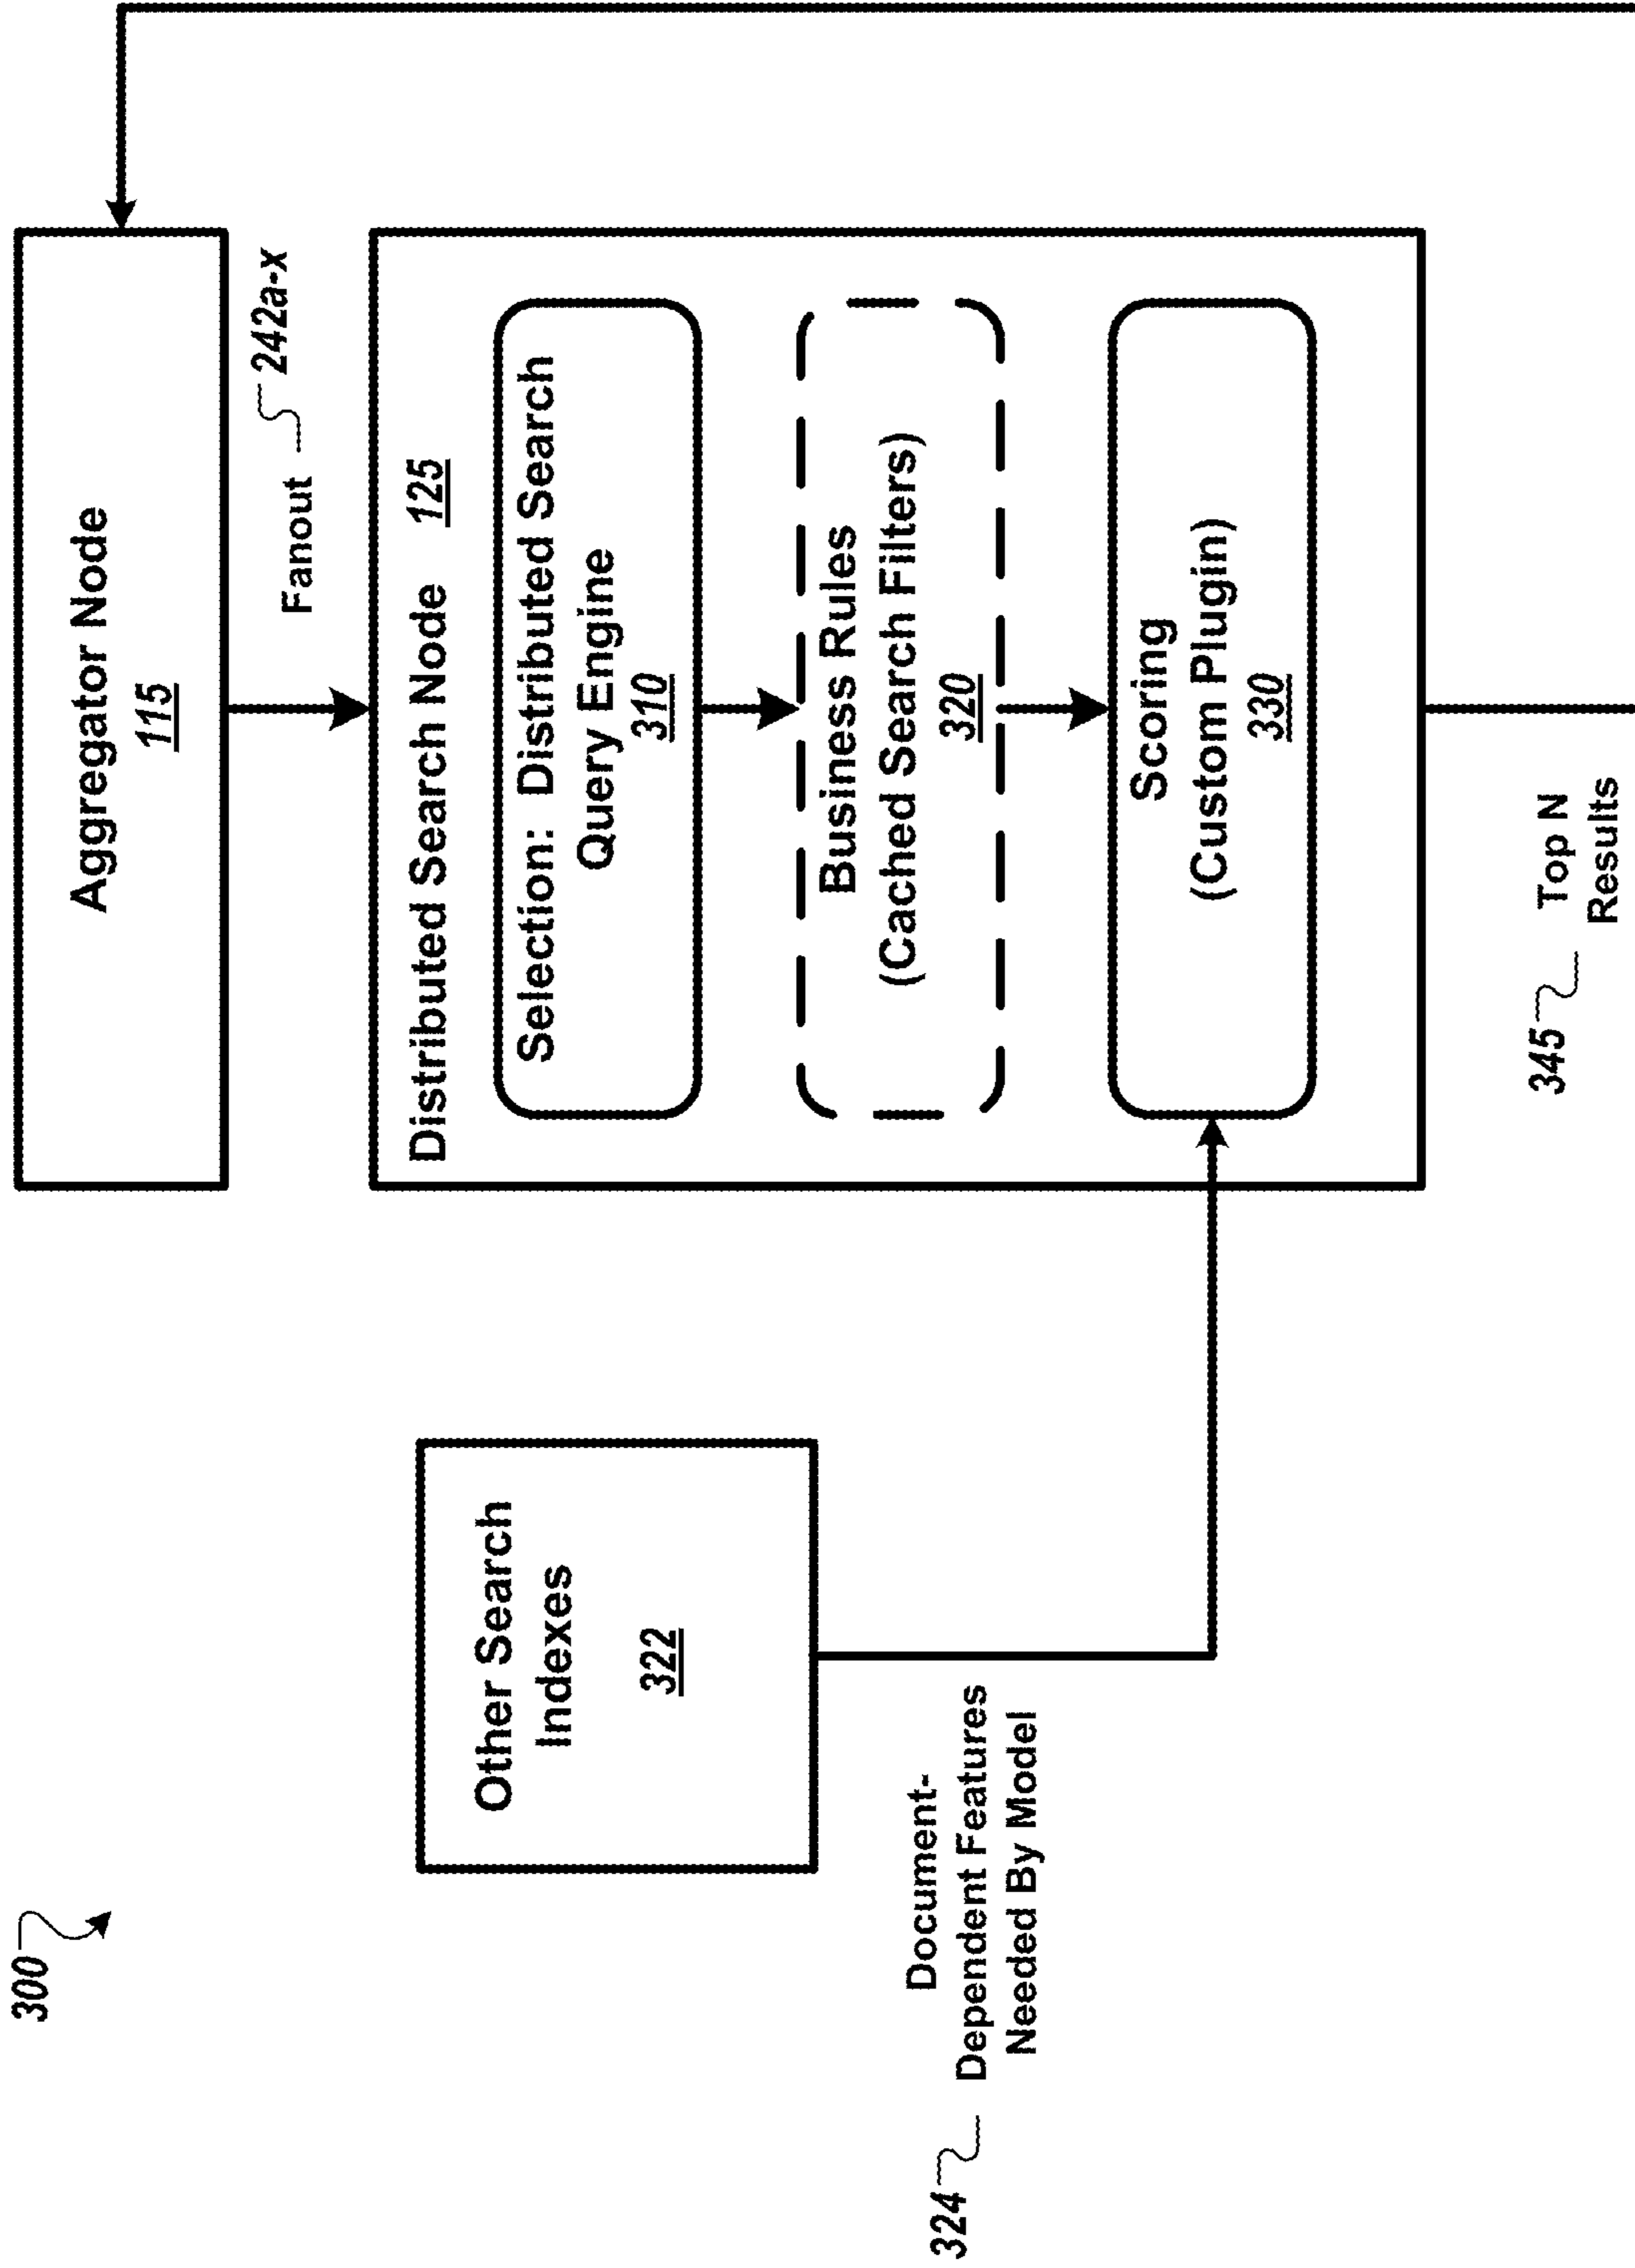 300
Aggregator Node
115
Fanout 242a-x
Distributed Search Node 125
Selection: Distributed Search
Query Engine
310
Business Rules
(Cached Search Filters)
320
Scoring
(Custom Plugin)
330
Other Search
Indexes
322
324
Document-
Dependent Features
Needed By Model
345
Top N
Results